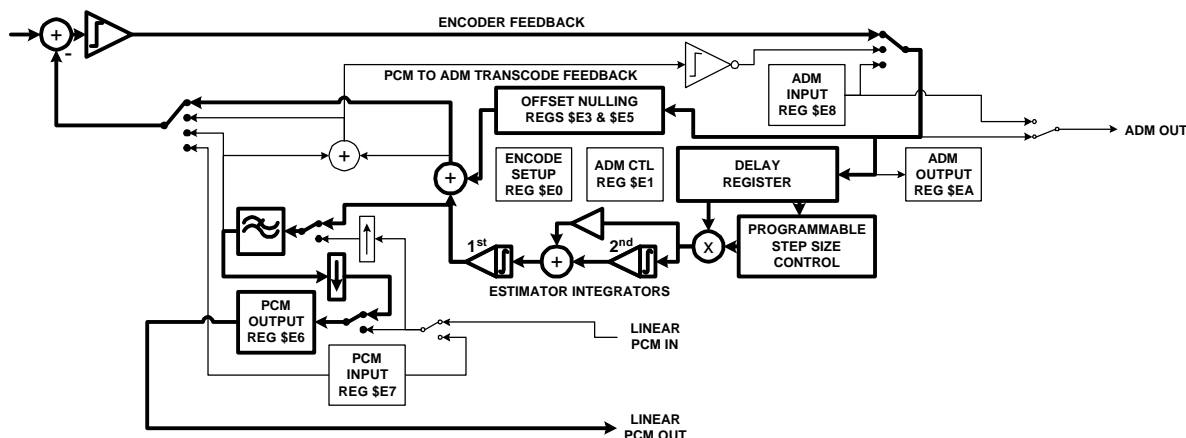 ENCODER FEEDBACK
+
-
PCM TO ADM TRANSCODE FEEDBACK
OFFSET NULLING
REGS $E3 & $E5
ADM
INPUT
REG $E8
ADM OUT
+
+
ENCODE
SETUP
REG $E0
ADM CTL
REG $E1
DELAY
REGISTER
ADM
OUTPUT
REG $EA
PROGRAMMABLE
STEP SIZE
CONTROL
X
1st
+
2nd
ESTIMATOR INTEGRATORS
PCM
OUTPUT
REG $E6
LINEAR
PCM IN
PCM
INPUT
REG $E7
LINEAR
PCM OUT